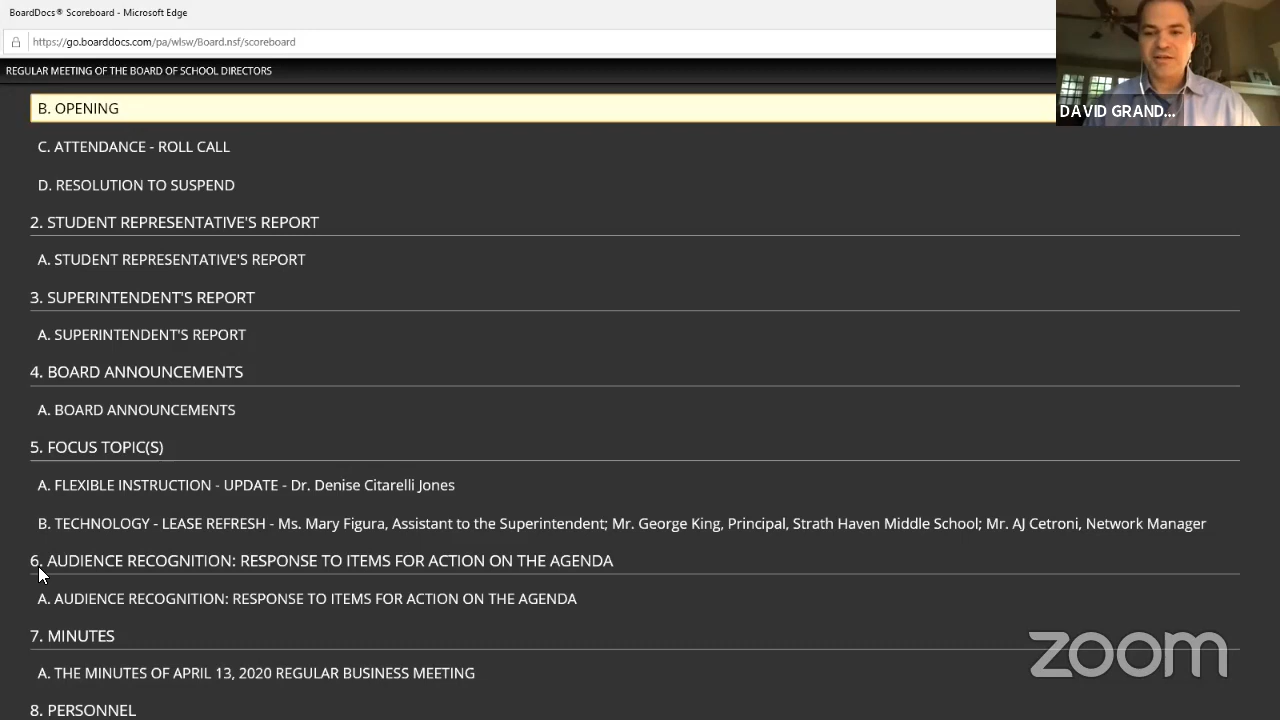 BoardDocs® Scoreboard - Microsoft Edge
https://go.boarddocs.com/pa/wlsw/Board.nsf/scoreboard
REGULAR MEETING OF THE BOARD OF SCHOOL DIRECTORS
DAVID GRAND...
B. OPENING
C. ATTENDANCE - ROLL CALL
D. RESOLUTION TO SUSPEND
2. STUDENT REPRESENTATIVE'S REPORT
A. STUDENT REPRESENTATIVE'S REPORT
3. SUPERINTENDENT'S REPORT
A. SUPERINTENDENT'S REPORT
4. BOARD ANNOUNCEMENTS
A. BOARD ANNOUNCEMENTS
5. FOCUS TOPIC(S)
A. FLEXIBLE INSTRUCTION - UPDATE - Dr. Denise Citarelli Jones
B. TECHNOLOGY - LEASE REFRESH - Ms. Mary Figura, Assistant to the Superintendent; Mr. George King, Principal, Strath Haven Middle School; Mr. AJ Cetroni, Network Manager
6. AUDIENCE RECOGNITION: RESPONSE TO ITEMS FOR ACTION ON THE AGENDA
A. AUDIENCE RECOGNITION: RESPONSE TO ITEMS FOR ACTION ON THE AGENDA
7. MINUTES
A. THE MINUTES OF APRIL 13, 2020 REGULAR BUSINESS MEETING
8. PERSONNEL
zoom